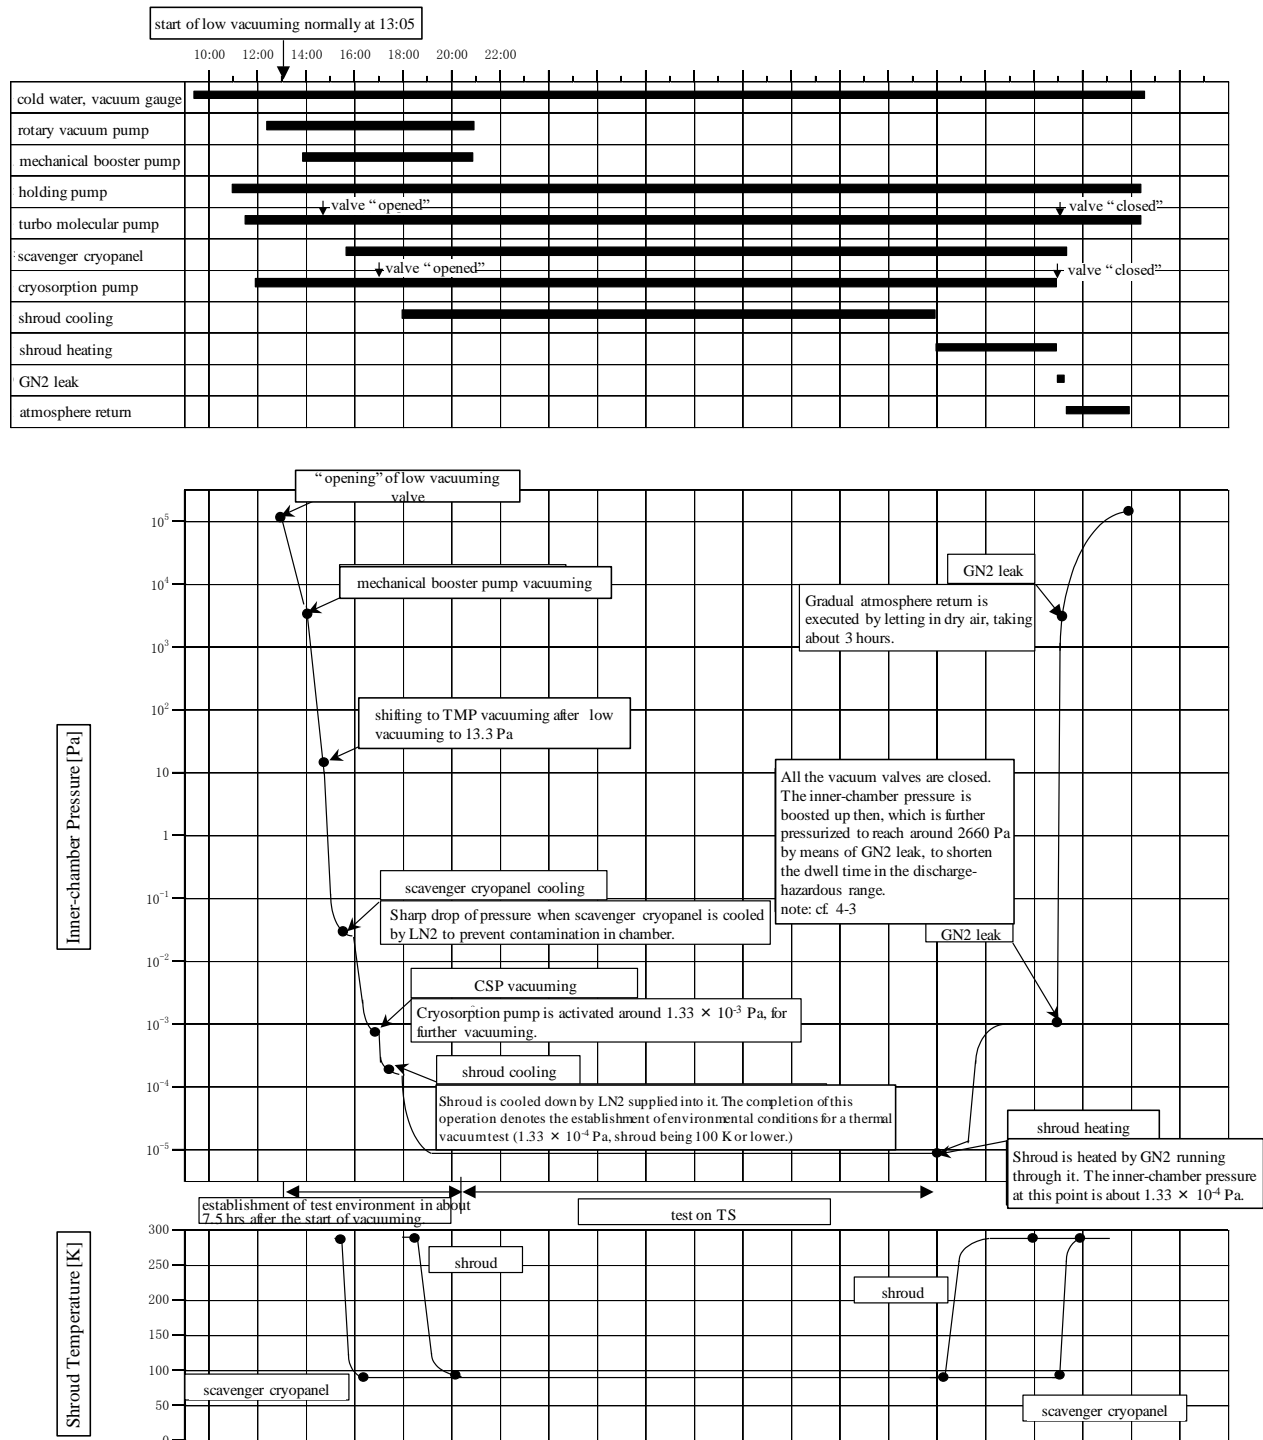 start of low vacuuming normally at 13:05
10:00 12:00 14:00 16:00 18:00 20:00 22:00
cold water, vacuum gauge
rotary vacuum pump
mechanical booster pump
holding pump
valve “opened” valve “closed”
turbo molecular pump
scavenger cryopanel
valve “opened” valve “closed”
cryosorption pump
shroud cooling
shroud heating
GN2 leak
atmosphere return
“opening” of low vacuuming
valve
10⁵
GN2 leak
10⁴
mechanical booster pump vacuuming
Gradual atmosphere return is
executed by letting in dry air, taking
about 3 hours.
10³
10²
shifting to TMP vacuuming after low
vacuuming to 13.3 Pa
10
All the vacuum valves are closed.
The inner-chamber pressure is
boosted up then, which is further
pressurized to reach around 2660 Pa
by means of GN2 leak, to shorten
the dwell time in the discharge-
hazardous range.
note: cf. 4-3
1
Inner-chamber Pressure [Pa]
scavenger cryopanel cooling
10⁻¹
Sharp drop of pressure when scavenger cryopanel is cooled
by LN2 to prevent contamination in chamber.
GN2 leak
10⁻²
CSP vacuuming
Cryosorption pump is activated around 1.33 × 10⁻³ Pa, for
further vacuuming.
10⁻³
shroud cooling
10⁻⁴
Shroud is cooled down by LN2 supplied into it. The completion of this
operation denotes the establishment of environmental conditions for a thermal
vacuum test (1.33 × 10⁻⁴ Pa, shroud being 100 K or lower.)
shroud heating
10⁻⁵
Shroud is heated by GN2 running
through it. The inner-chamber pressure
at this point is about 1.33 × 10⁻⁴ Pa.
establishment of test environment in about
7.5 hrs after the start of vacuuming.
test on TS
Shroud Temperature [K]
300
250
200
150
100
50
0
shroud
shroud
scavenger cryopanel
scavenger cryopanel